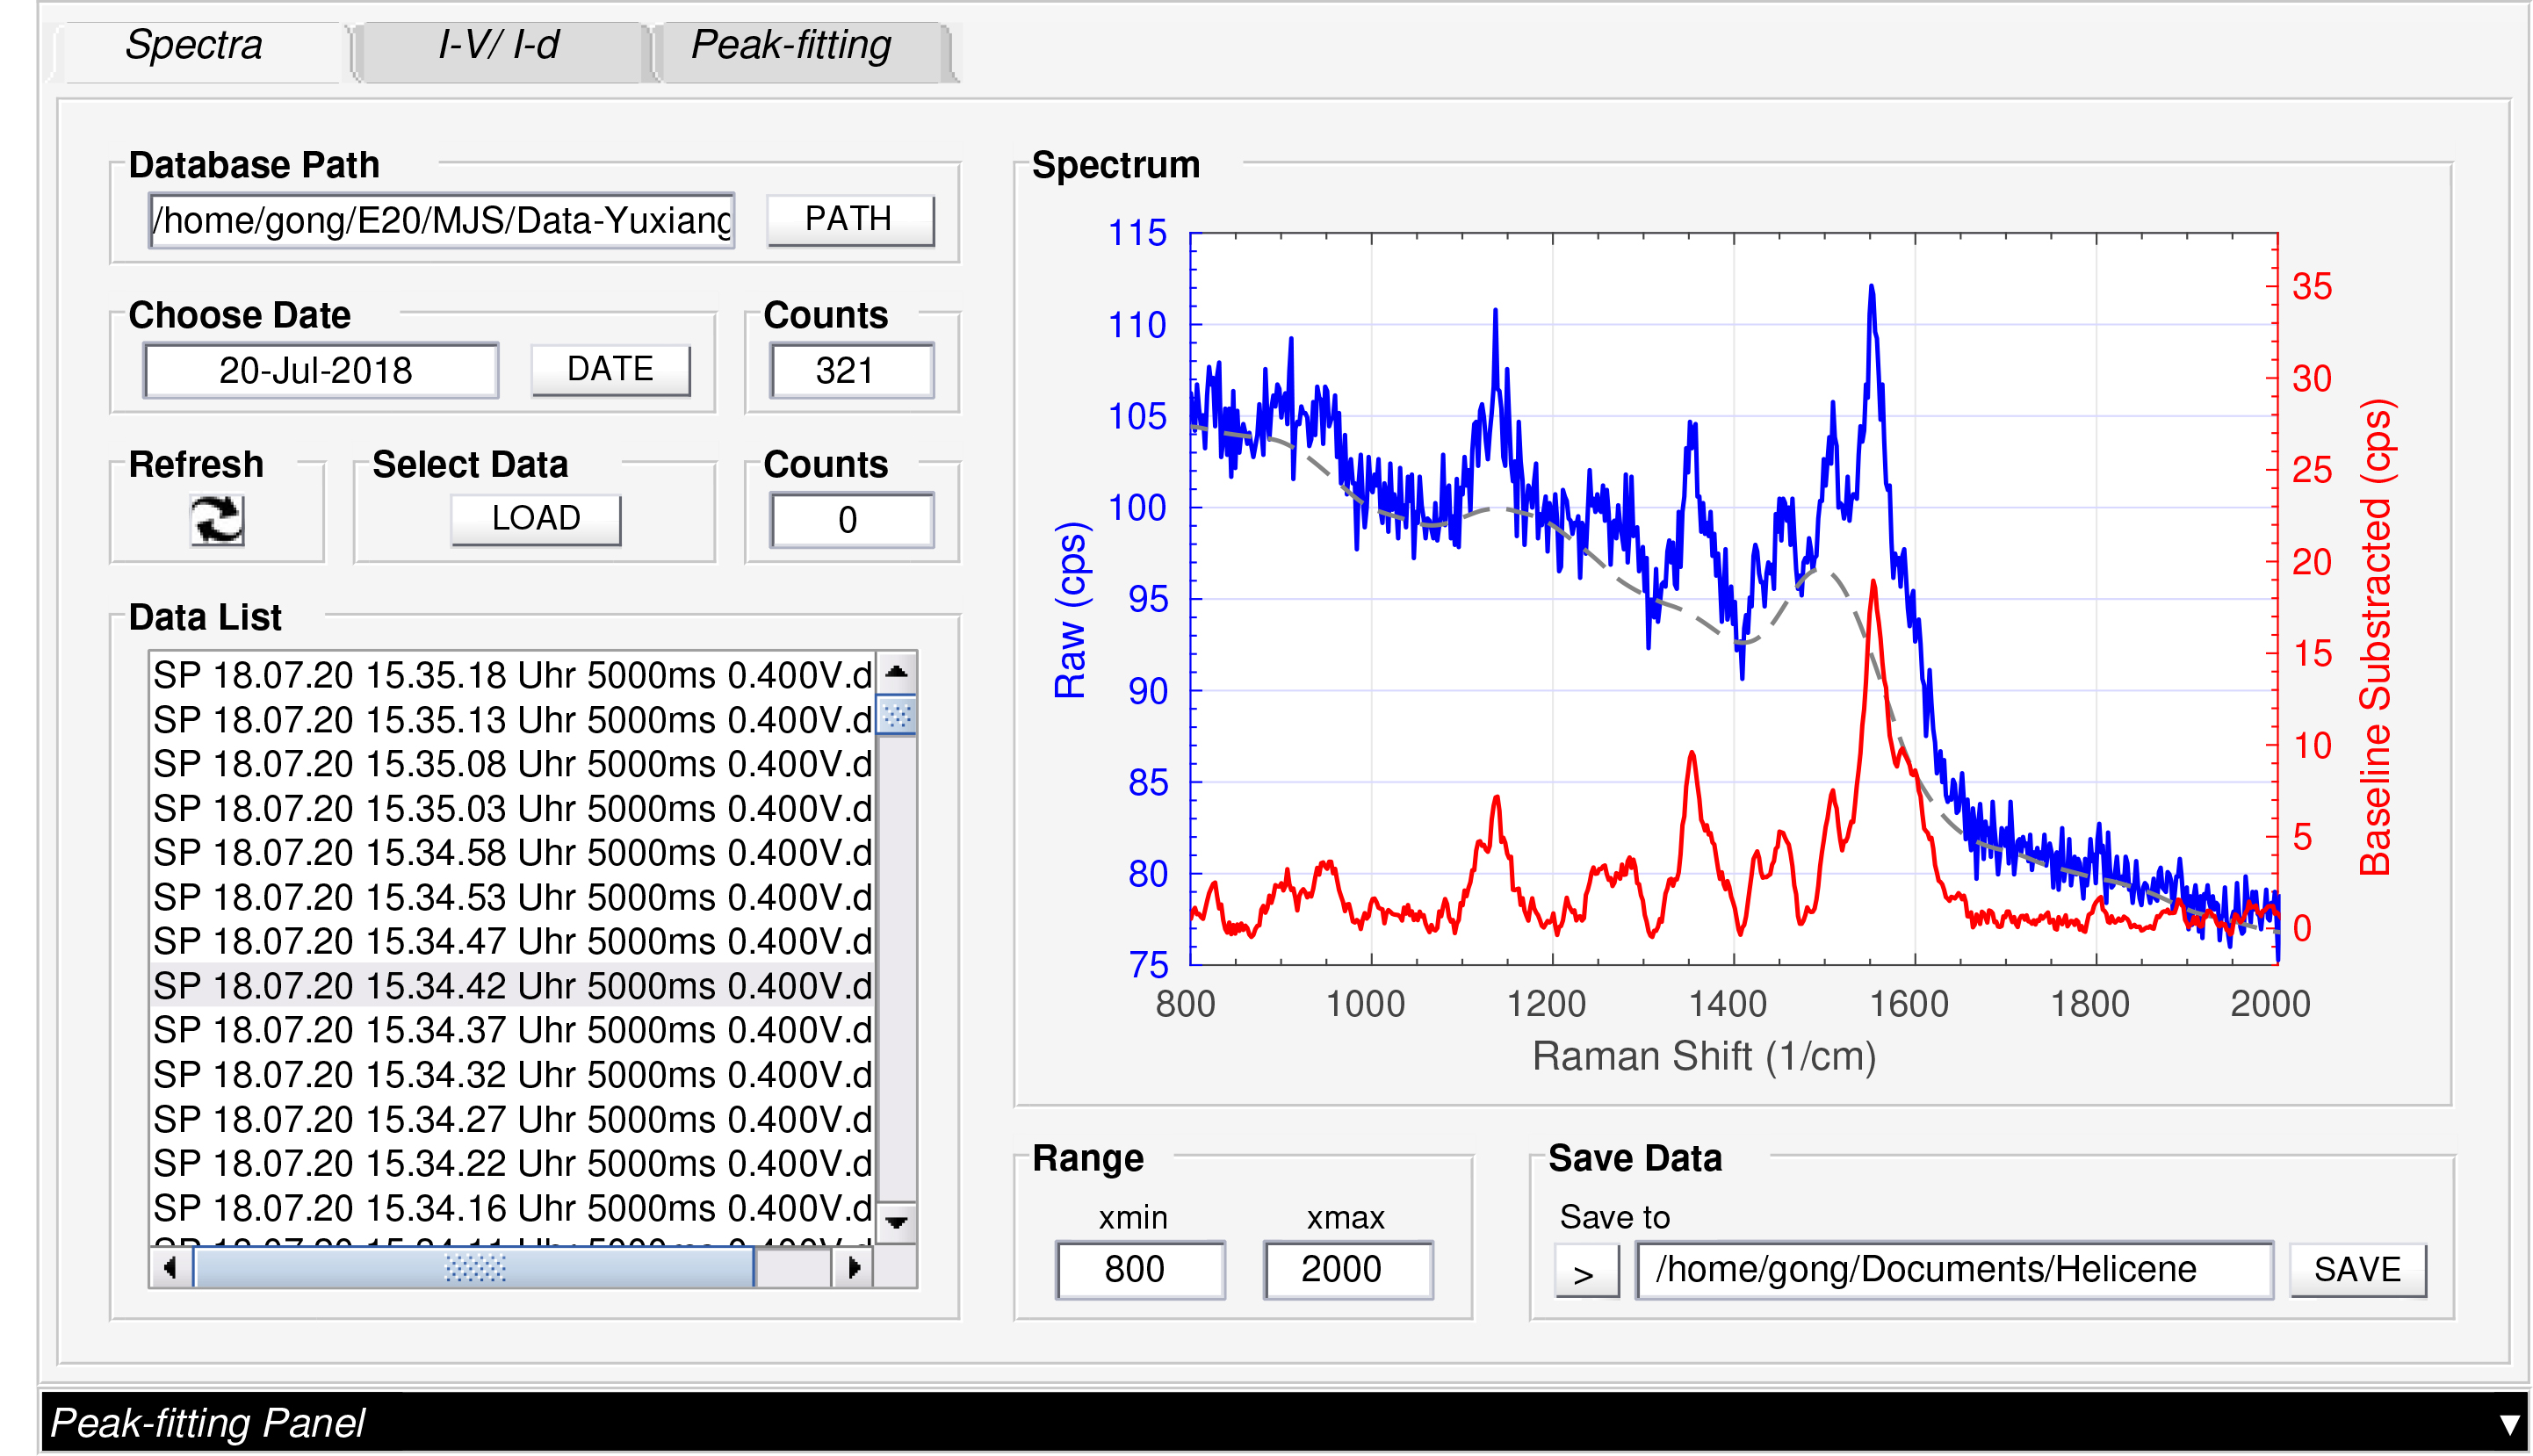 Spectra
I-V/ I-d
Peak-fitting
Database Path
/home/gong/E20/MJS/Data-Yuxiang
PATH
Choose Date
20-Jul-2018
DATE
Counts
321
Refresh
Select Data
LOAD
Counts
0
Data List
SP 18.07.20 15.35.18 Uhr 5000ms 0.400V.d
SP 18.07.20 15.35.13 Uhr 5000ms 0.400V.d
SP 18.07.20 15.35.08 Uhr 5000ms 0.400V.d
SP 18.07.20 15.35.03 Uhr 5000ms 0.400V.d
SP 18.07.20 15.34.58 Uhr 5000ms 0.400V.d
SP 18.07.20 15.34.53 Uhr 5000ms 0.400V.d
SP 18.07.20 15.34.47 Uhr 5000ms 0.400V.d
SP 18.07.20 15.34.42 Uhr 5000ms 0.400V.d
SP 18.07.20 15.34.37 Uhr 5000ms 0.400V.d
SP 18.07.20 15.34.32 Uhr 5000ms 0.400V.d
SP 18.07.20 15.34.27 Uhr 5000ms 0.400V.d
SP 18.07.20 15.34.22 Uhr 5000ms 0.400V.d
SP 18.07.20 15.34.16 Uhr 5000ms 0.400V.d
Spectrum
115
110
105
100
95
90
85
80
75
Raw (cps)
35
30
25
20
15
10
5
0
Baseline Substracted (cps)
800 1000 1200 1400 1600 1800 2000
Raman Shift (1/cm)
Range
xmin
xmax
800
2000
Save Data
Save to
>
/home/gong/Documents/Helicene
SAVE
Peak-fitting Panel